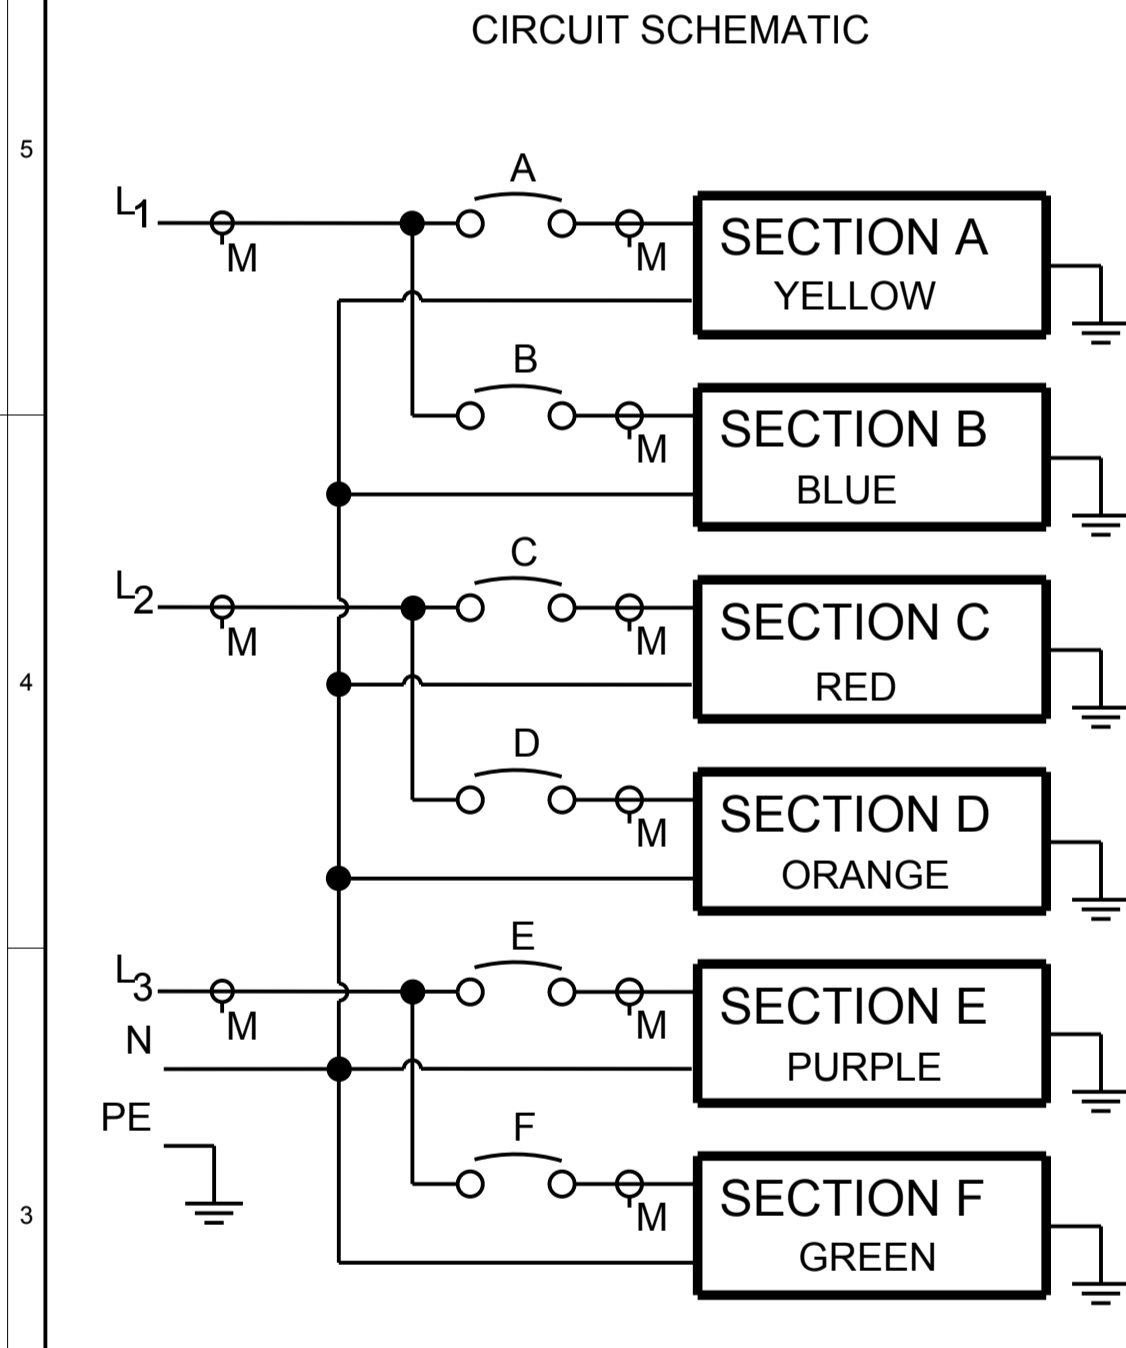 CIRCUIT SCHEMATIC
5
A
L1
M
M
SECTION A
YELLOW
B
M
SECTION B
BLUE
C
L2
M
M
SECTION C
RED
4
D
M
SECTION D
ORANGE
E
L3
M
M
SECTION E
PURPLE
N
PE
F
M
SECTION F
GREEN
3